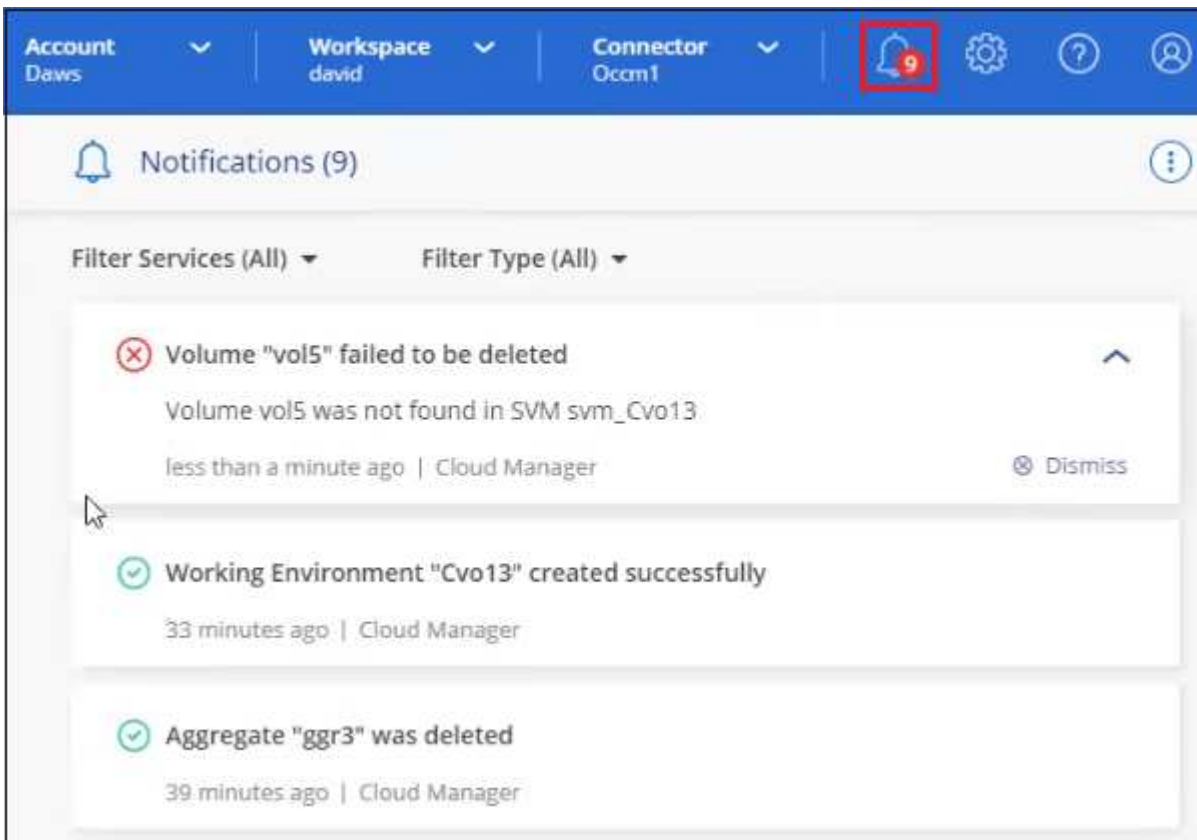 Account
Daws
Workspace
david
Connector
Occm1
9
Notifications (9)
Filter Services (All)
Filter Type (All)
Volume "vol5" failed to be deleted
Volume vol5 was not found in SVM svm_Cvo13
less than a minute ago | Cloud Manager
Dismiss
Working Environment "Cvo13" created successfully
33 minutes ago | Cloud Manager
Aggregate "ggr3" was deleted
39 minutes ago | Cloud Manager